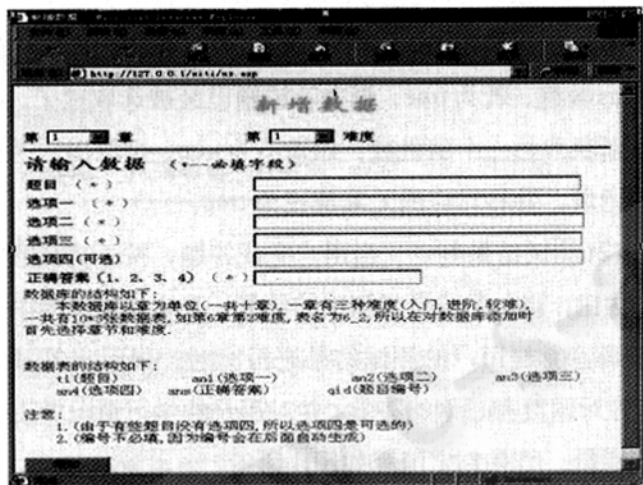 Microsoft Internet Explorer
http://127.0.0.1/xiti/
新增数据
第 1 章 第 1 难度
请输入数据 (*--必填字段)
题目 (*)
选项一 (*)
选项二 (*)
选项三 (*)
选项四(可选)
正确答案(1、2、3、4) (*)
数据库的结构如下:
本数据库以章为单位(一共十章),一章有三种难度(入门,进阶,较难),
一共有10*3张数据表,如第6章第2难度,表名为6_2,所以在对数据库添加时
首先选择章节和难度.
数据表的结构如下:
ti(题目) an1(选项一) an2(选项二) an3(选项三)
an4(选项四) ans(正确答案) qid(题目编号)
注意:
1.(由于有些题目没有选项四,所以选项四是可选的)
2.(编号不必填,因为编号会在后面自动生成)